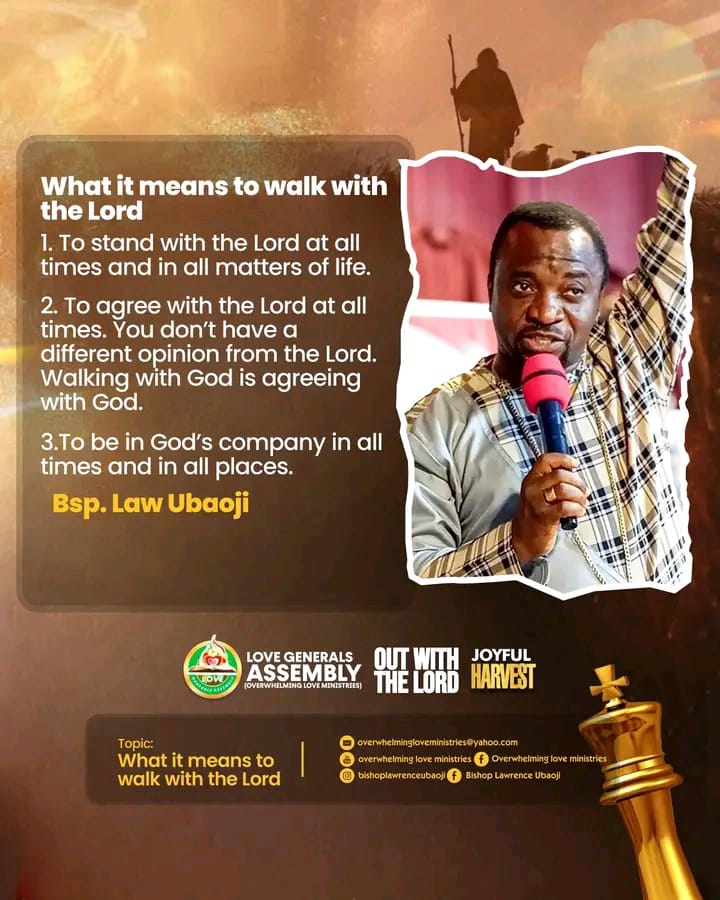 What it means to walk with
the Lord
1. To stand with the Lord at all
times and in all matters of life.
2. To agree with the Lord at all
times. You don't have a
different opinion from the Lord.
Walking with God is agreeing
with God.
3.To be in God's company in all
times and in all places.
Bsp. Law Ubaoji
LOVE
LOVE GENERALS
ASSEMBLY
(OVERWHELMING LOVE MINISTRIES)
OUT WITH
THE LORD
JOYFUL
HARVEST
Topic:
What it means to
walk with the Lord
overwhelmingloveministries@yahoo.com
overwhelming love ministries Overwhelming love ministries
bishoplawrenceubaoji Bishop Lawrence Ubaoji